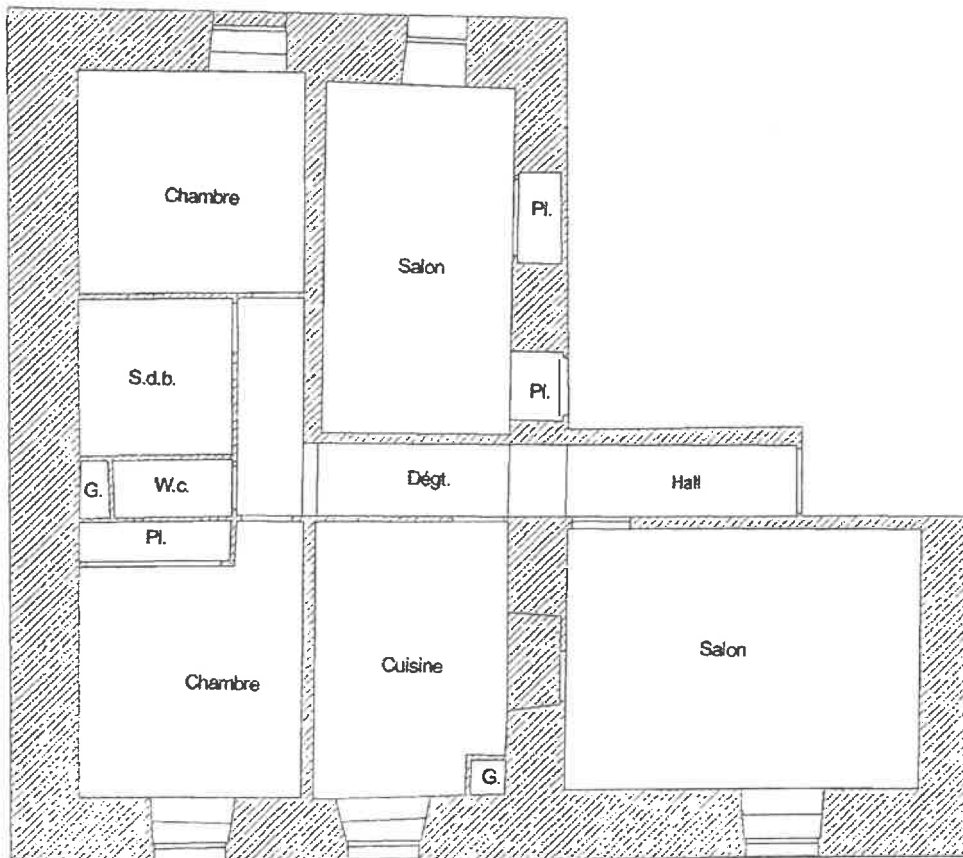 Chambre
Pl.
Salon
S.d.b.
Pl.
G.
W.c.
Dégt.
Hall
Pl.
Chambre
Cuisine
Salon
G.